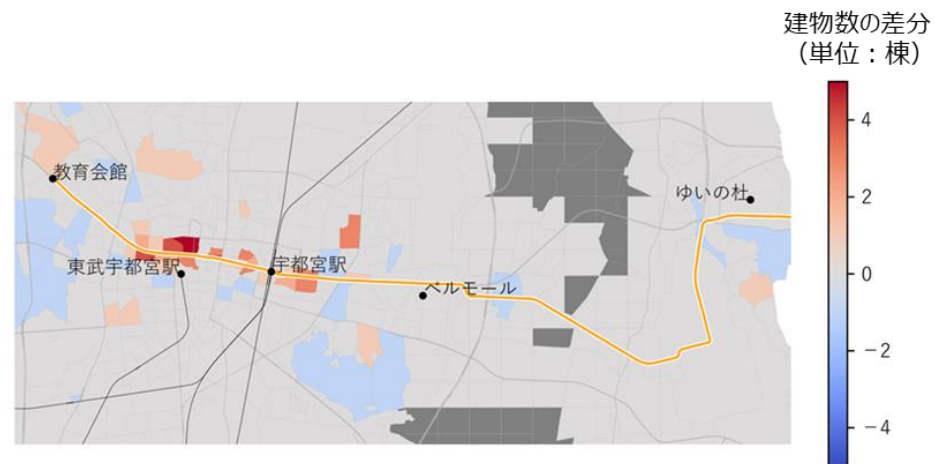 建物数の差分
（単位：棟）
4
教育会館
ゆいの杜
2
東武宇都宮駅
宇都宮駅
0
ベルモール
−2
−4